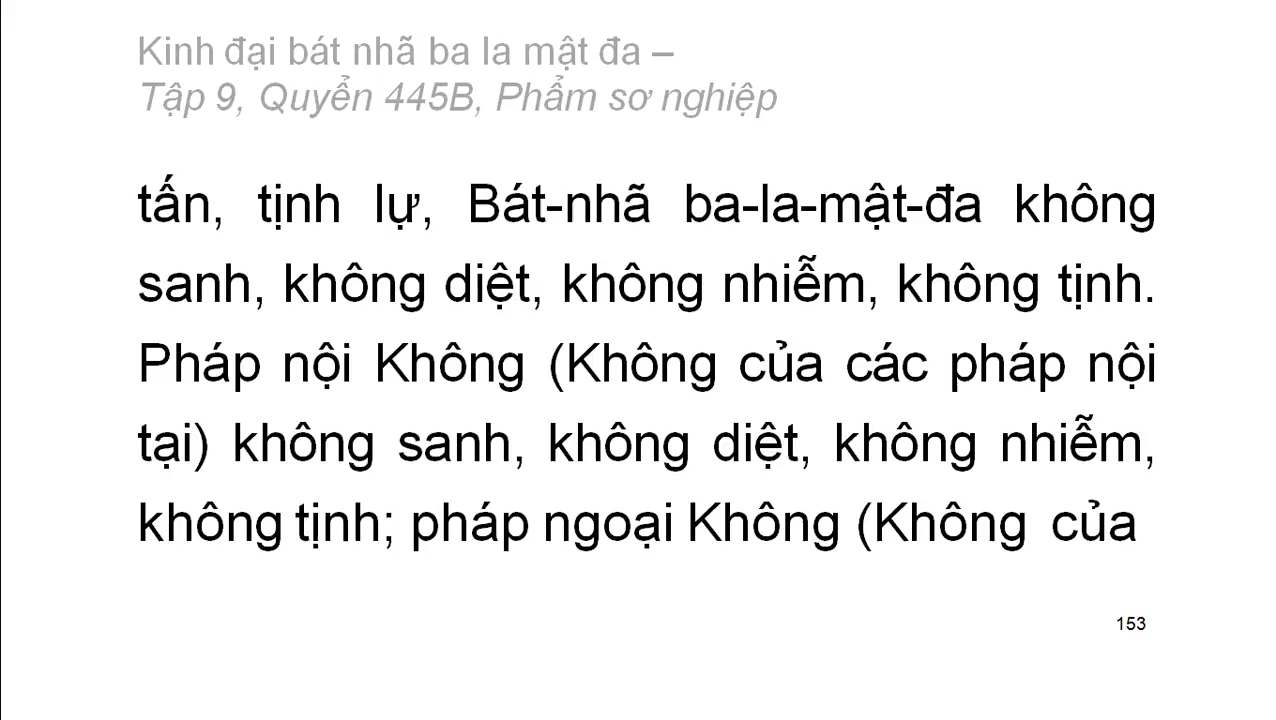 Kinh đại bát nhã ba la mật đa –
Tập 9, Quyển 445B, Phẩm sơ nghiệp
tấn, tịnh lự, Bát-nhã ba-la-mật-đa không
sanh, không diệt, không nhiễm, không tịnh.
Pháp nội Không (Không của các pháp nội
tại) không sanh, không diệt, không nhiễm,
không tịnh; pháp ngoại Không (Không của
153